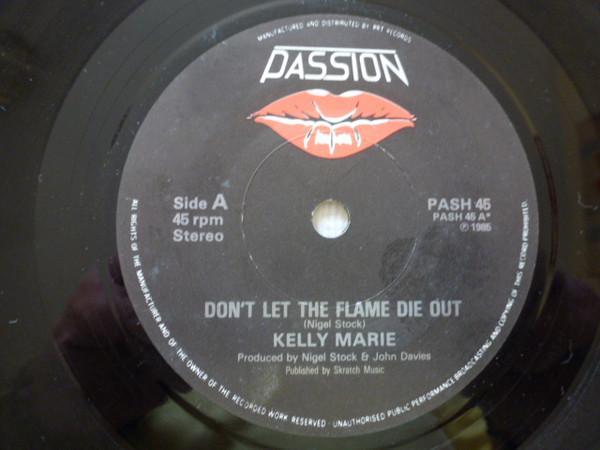 MANUFACTURED AND DISTRIBUTED BY PRT RECORDS
PASSION
Side A
45 rpm
Stereo
PASH 45
PASH 45 A*
℗ 1985
DON'T LET THE FLAME DIE OUT
(Nigel Stock)
KELLY MARIE
Produced by Nigel Stock & John Davies
Published by Skratch Music
ALL RIGHTS OF THE MANUFACTURER AND OF THE OWNER OF THE RECORDED WORK RESERVED · UNAUTHORISED PUBLIC PERFORMANCE BROADCASTING AND COPYING OF THIS RECORD PROHIBITED.